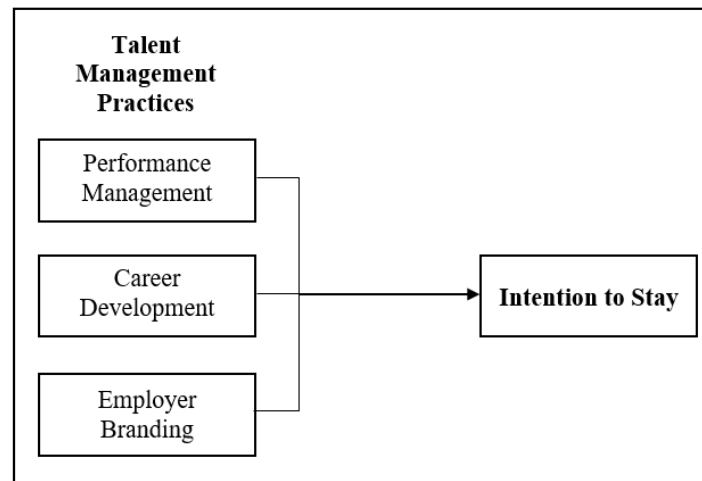 Talent
Management
Practices
Performance
Management
Career
Development
Employer
Branding
Intention to Stay